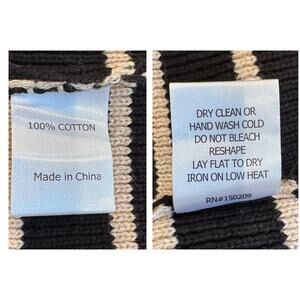 100% COTTON
Made in China
DRY CLEAN OR
HAND WASH COLD
DO NOT BLEACH
RESHAPE
LAY FLAT TO DRY
IRON ON LOW HEAT
RN#150209